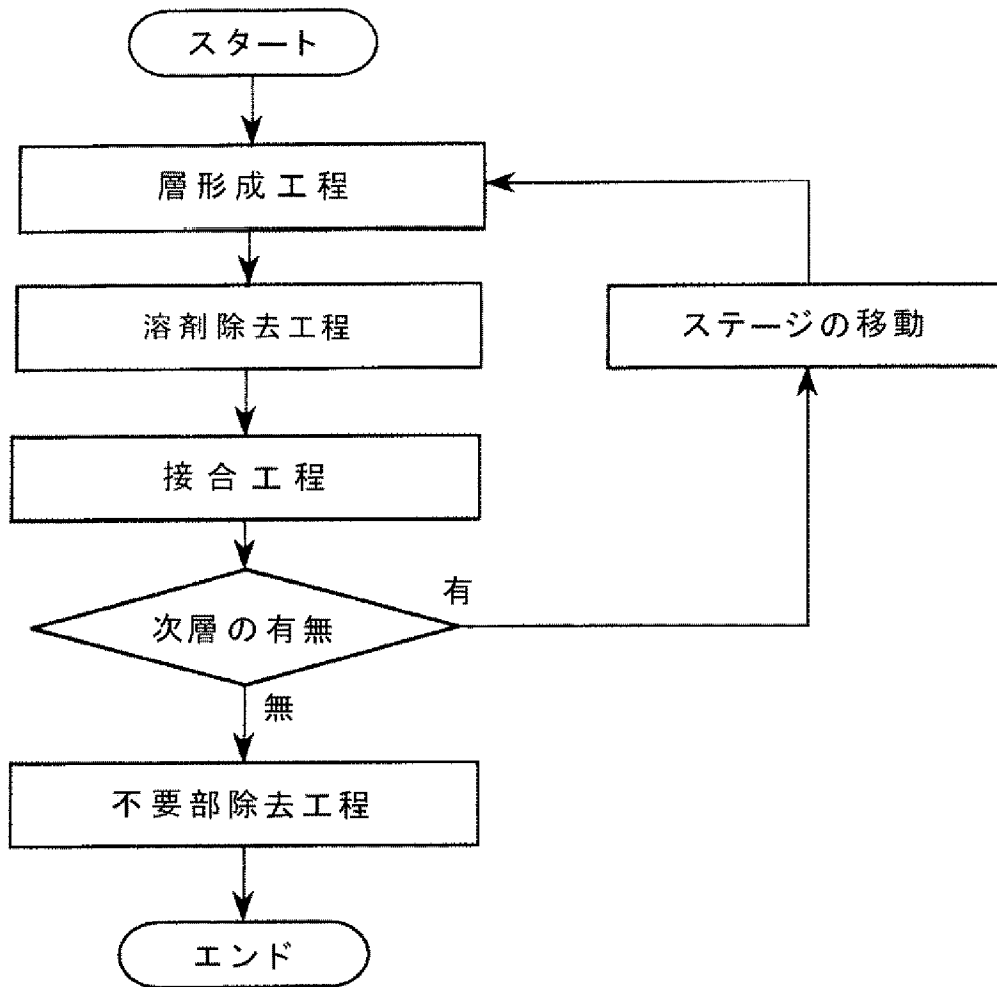 スタート
層形成工程
溶剤除去工程
ステージの移動
接合工程
有
次層の有無
無
不要部除去工程
エンド